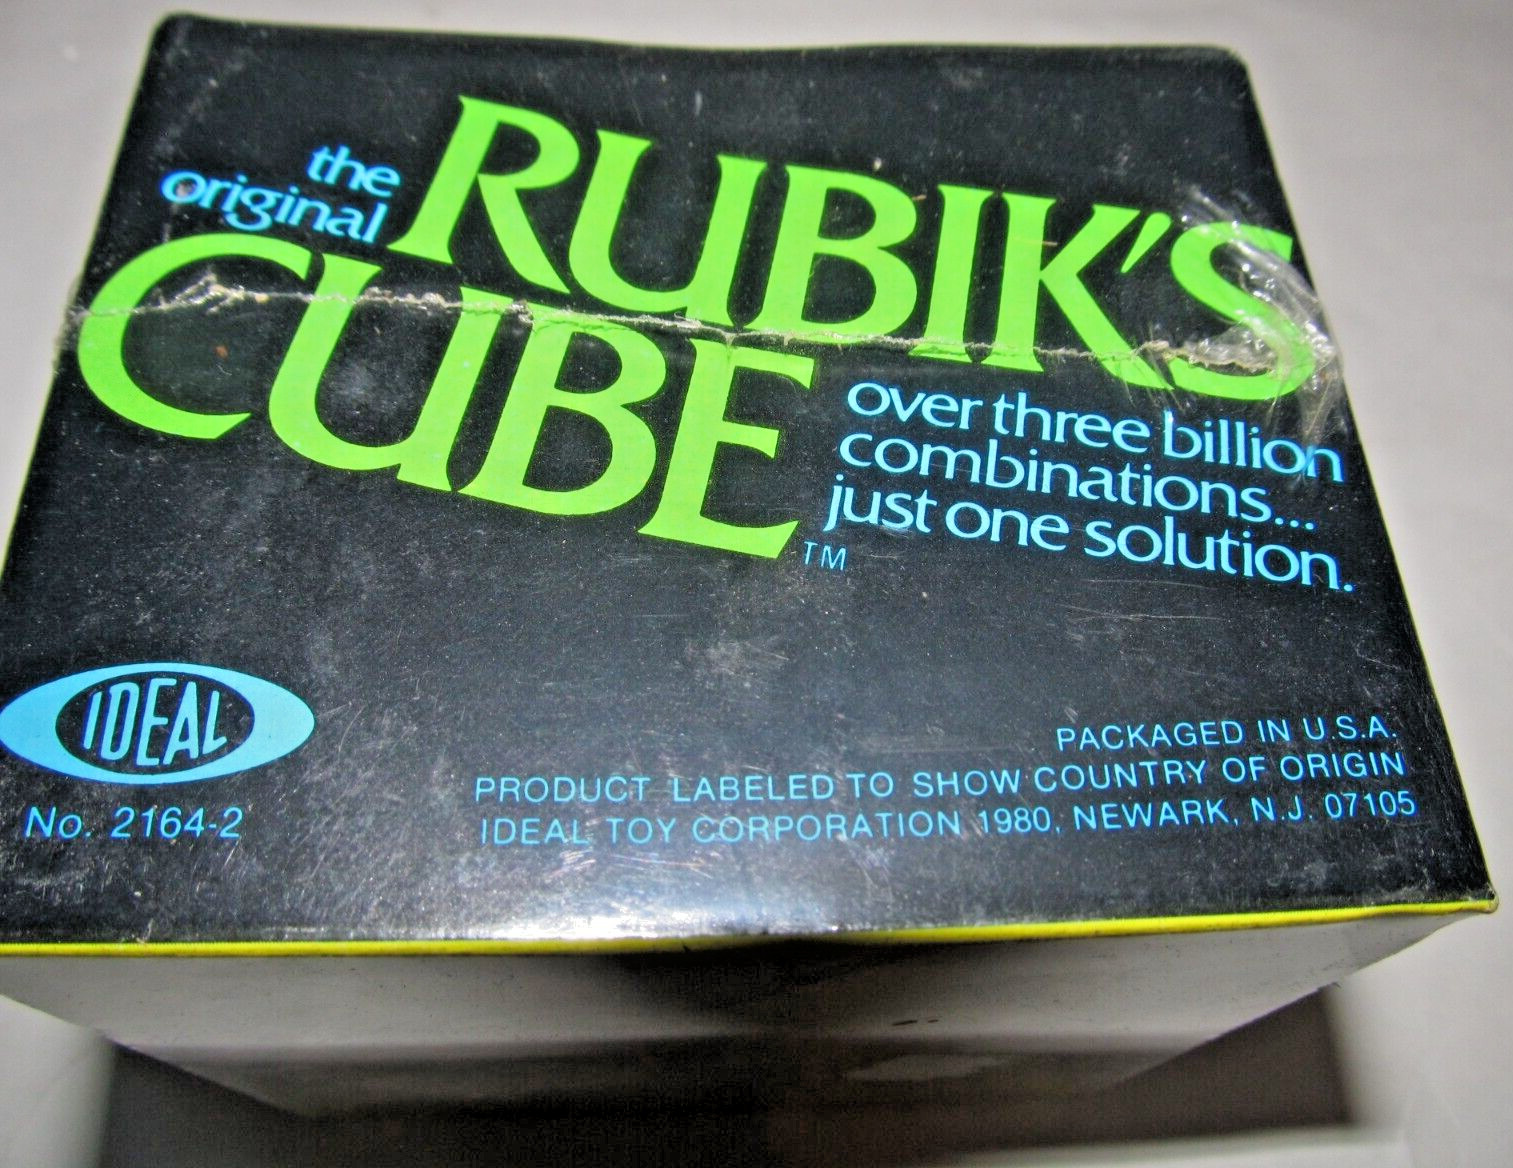 the
original
RUBIK'S
CUBE
TM
over three billion
combinations...
just one solution.
IDEAL
No. 2164-2
PACKAGED IN U.S.A.
PRODUCT LABELED TO SHOW COUNTRY OF ORIGIN
IDEAL TOY CORPORATION 1980, NEWARK, N.J. 07105